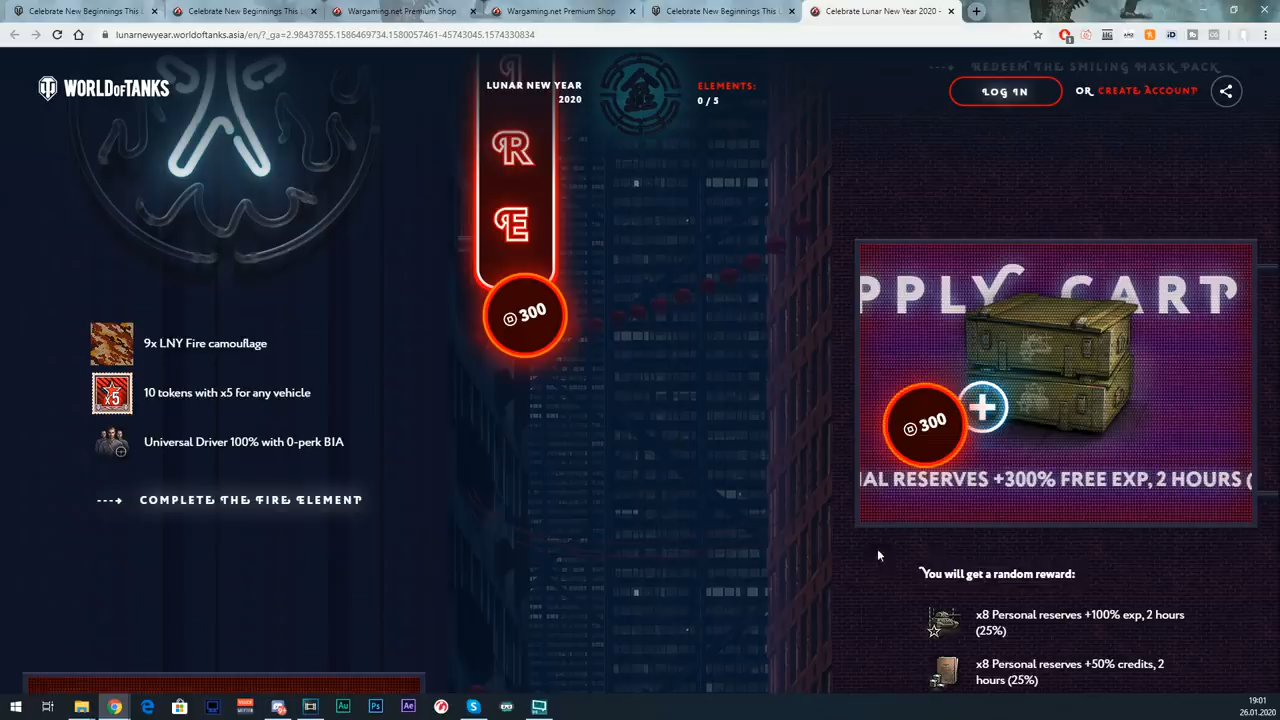 Celebrate New Beginnings This L
Celebrate New Beginnings This L
Wargaming.net Premium Shop
Wargaming.net Premium Shop
Celebrate New Beginnings This L
Celebrate Lunar New Year 2020 -
lunarnewyear.worldoftanks.asia/en/?_ga=2.98437855.1586469734.1580057461-45743045.1574330834
REDEEM THE SMILING MASK PACK
WORLD OF TANKS
LUNAR NEW YEAR
2020
ELEMENTS:
0 / 5
LOG IN
OR CREATE ACCOUNT
R
E
300
9x LNY Fire camouflage
x5
10 tokens with x5 for any vehicle
Universal Driver 100% with 0-perk BIA
COMPLETE THE FIRE ELEMENT
PPLY CART
300
AL RESERVES +300% FREE EXP, 2 HOURS (
You will get a random reward:
x8 Personal reserves +100% exp, 2 hours
(25%)
x8 Personal reserves +50% credits, 2
hours (25%)
19:01
26.01.2020